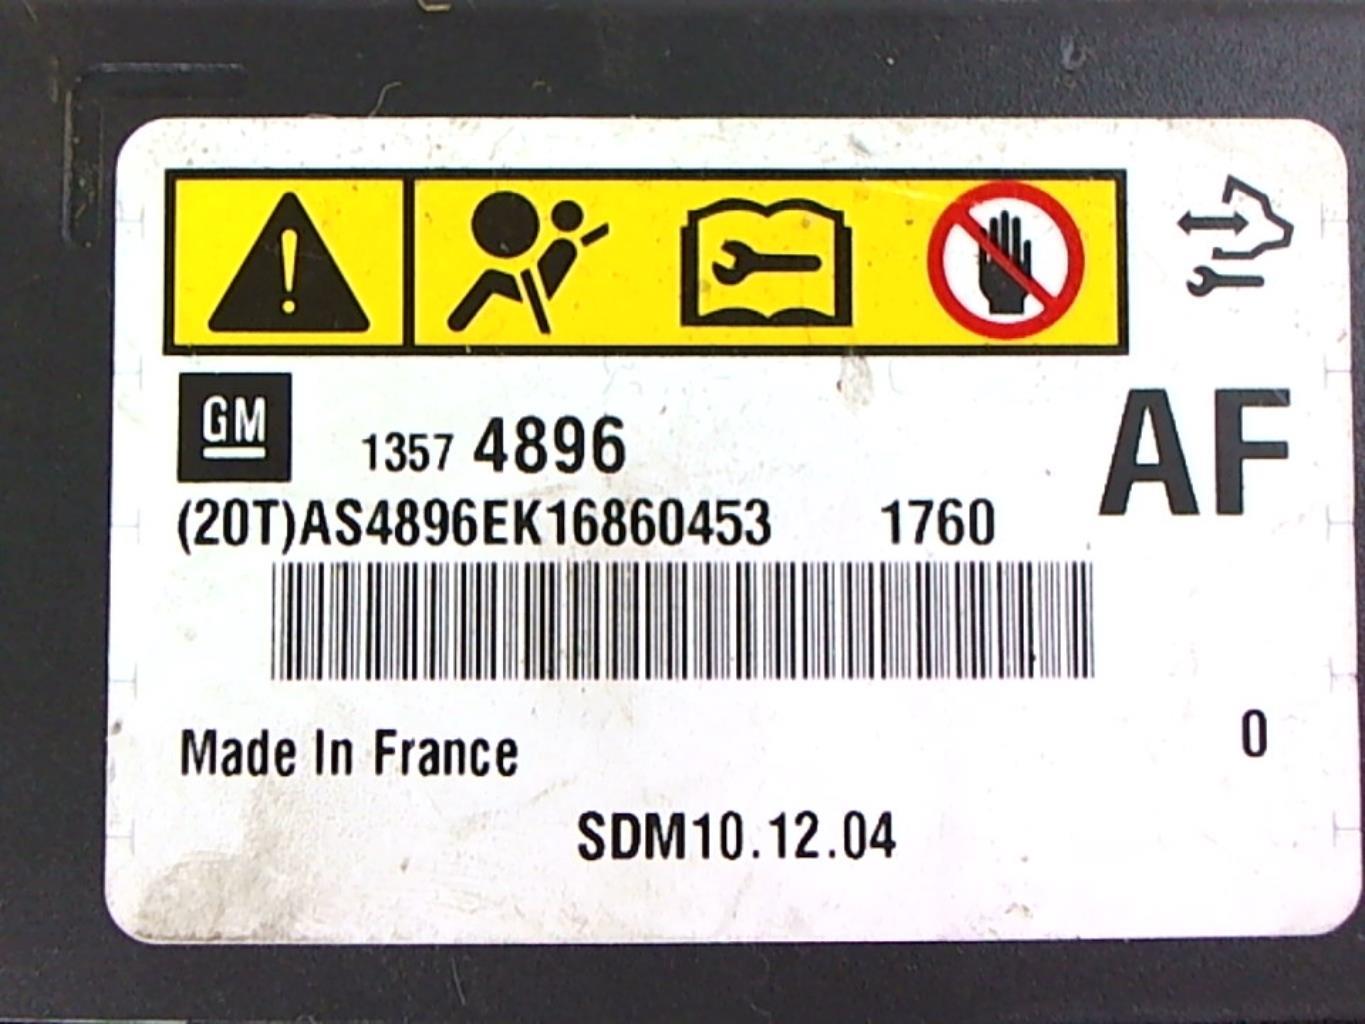 GM
1357 4896
AF
(20T)AS4896EK16860453 1760
Made In France
0
SDM10.12.04